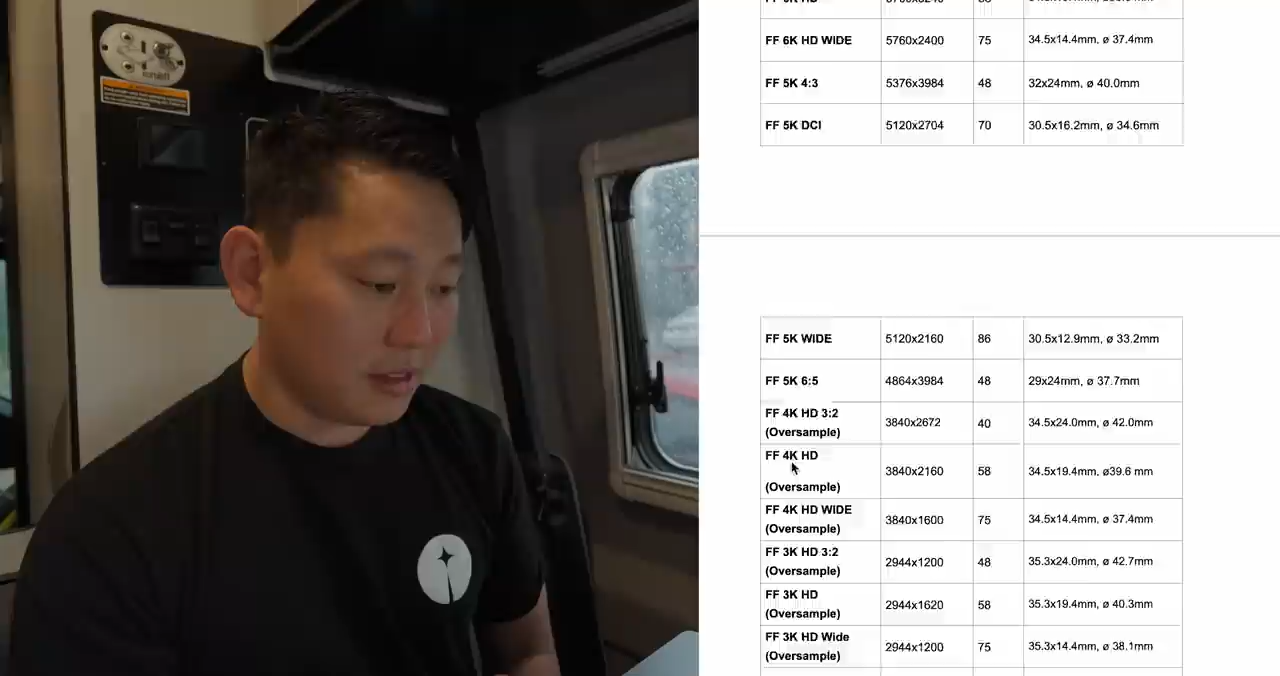 FF 6K HD WIDE 5760x2400 75 34.5x14.4mm, ø 37.4mm
FF 5K 4:3 5376x3984 48 32x24mm, ø 40.0mm
FF 5K DCI 5120x2704 70 30.5x16.2mm, ø 34.6mm
FF 5K WIDE 5120x2160 86 30.5x12.9mm, ø 33.2mm
FF 5K 6:5 4864x3984 48 29x24mm, ø 37.7mm
FF 4K HD 3:2
(Oversample) 3840x2672 40 34.5x24.0mm, ø 42.0mm
FF 4K HD
(Oversample) 3840x2160 58 34.5x19.4mm, ø39.6 mm
FF 4K HD WIDE
(Oversample) 3840x1600 75 34.5x14.4mm, ø 37.4mm
FF 3K HD 3:2
(Oversample) 2944x1200 48 35.3x24.0mm, ø 42.7mm
FF 3K HD
(Oversample) 2944x1620 58 35.3x19.4mm, ø 40.3mm
FF 3K HD Wide
(Oversample) 2944x1200 75 35.3x14.4mm, ø 38.1mm